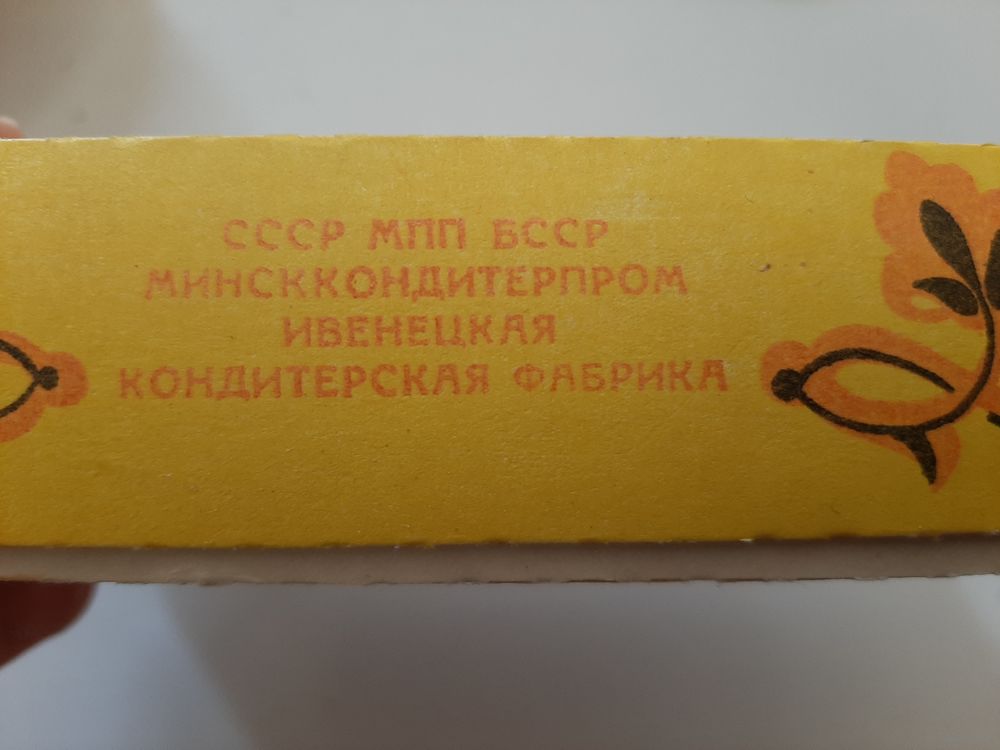 СССР МПП БССР
МИНСККОНДИТЕРПРОМ
ИВЕНЕЦКАЯ
КОНДИТЕРСКАЯ ФАБРИКА